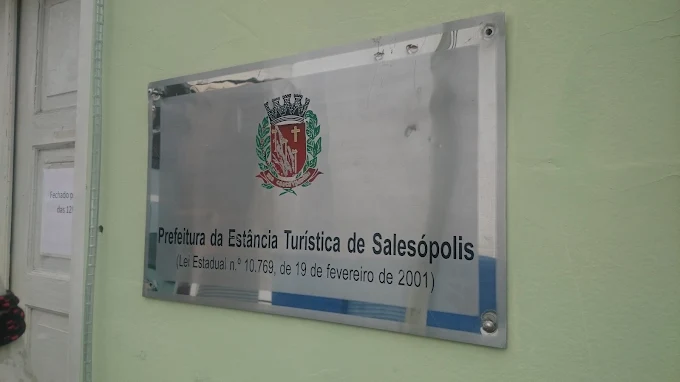 Prefeitura da Estância Turística de Salesópolis
(Lei Estadual n.º 10.769, de 19 de fevereiro de 2001)